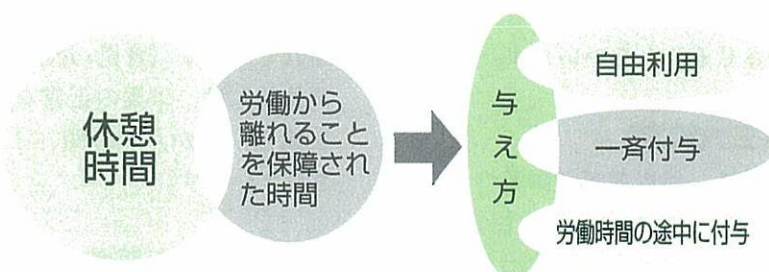 休憩
時間
労働から
離れること
を保障され
た時間
与え方
自由利用
一斉付与
労働時間の途中に付与